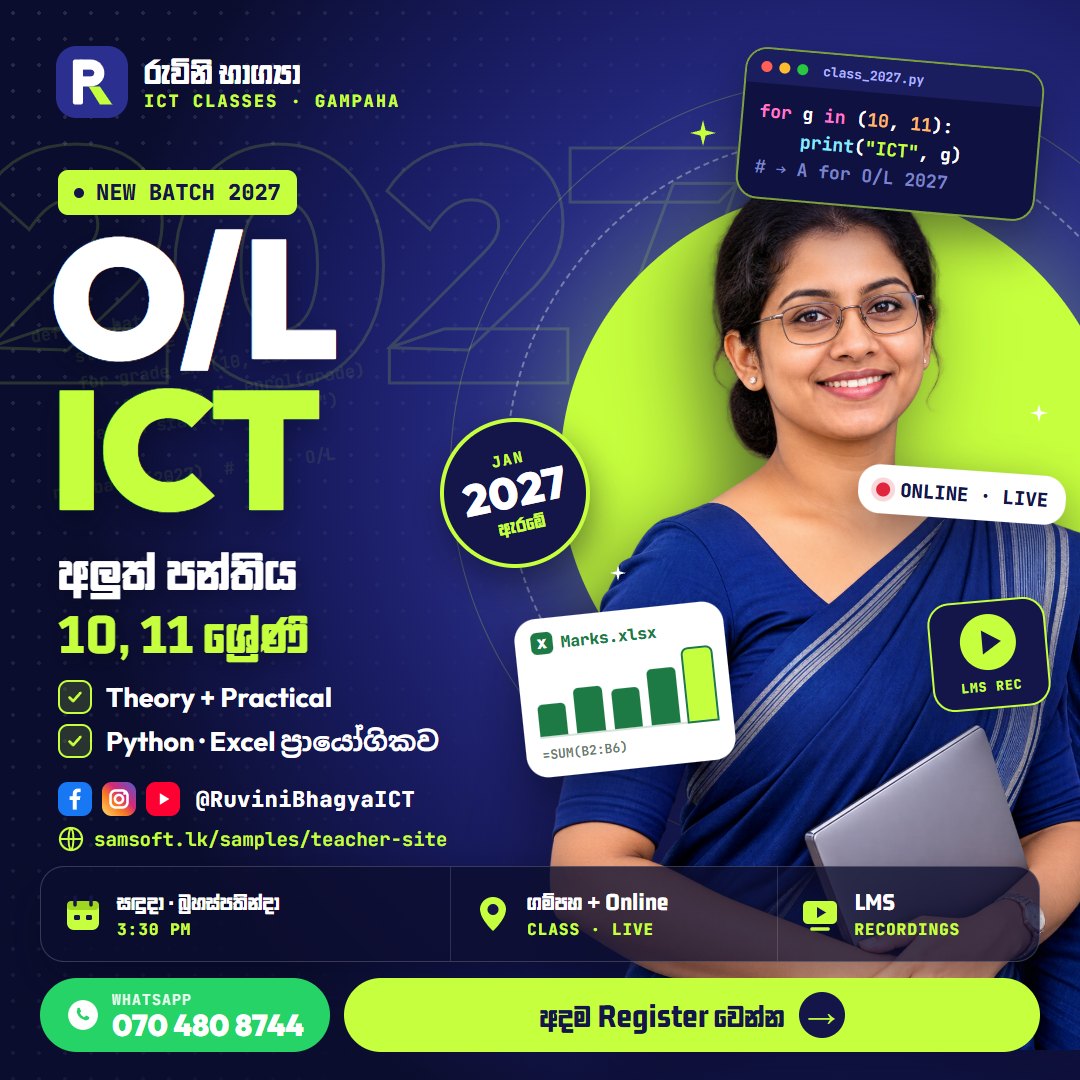 R
රුවිනි භාග්‍යා
ICT CLASSES · GAMPAHA
class_2027.py
for g in (10, 11):
print("ICT", g)
# → A for O/L 2027
2027
• NEW BATCH 2027
O/L
ICT
JAN
2027
ඇරඹේ
ONLINE · LIVE
අලුත් පන්තිය
10, 11 ශ්‍රේණි
Theory + Practical
Python · Excel ප්‍රායෝගිකව
X Marks.xlsx
=SUM(B2:B6)
LMS REC
@RuviniBhagyaICT
samsoft.lk/samples/teacher-site
සඳුදා · බ්‍රහස්පතින්දා
3:30 PM
ගම්පහ + Online
CLASS · LIVE
LMS
RECORDINGS
WHATSAPP
070 480 8744
අදම Register වෙන්න →